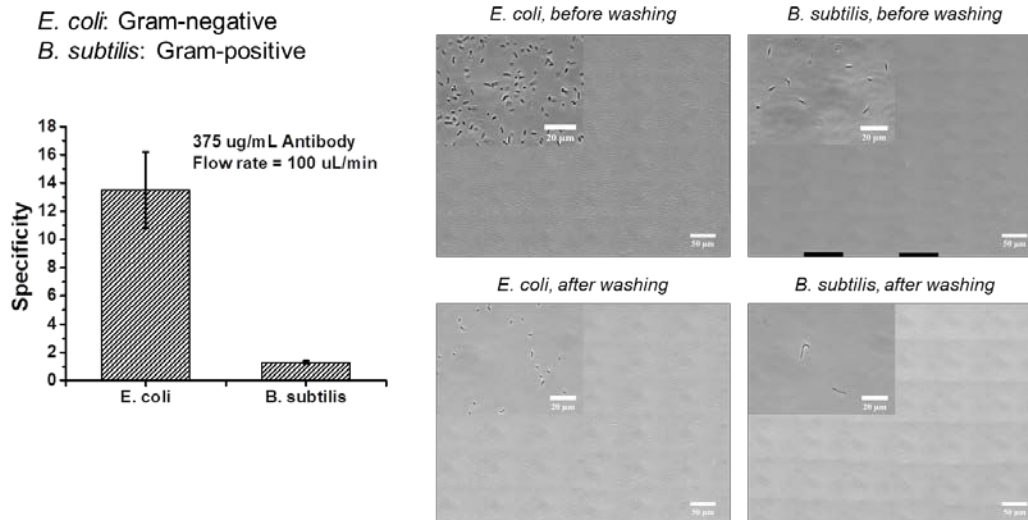 E. coli: Gram-negative
B. subtilis: Gram-positive
18
16
14
12
10
8
6
4
2
0
Specificity
375 ug/mL Antibody
Flow rate = 100 uL/min
E. coli
B. subtilis
E. coli, before washing
20 μm
50 μm
B. subtilis, before washing
20 μm
50 μm
E. coli, after washing
20 μm
50 μm
B. subtilis, after washing
20 μm
50 μm